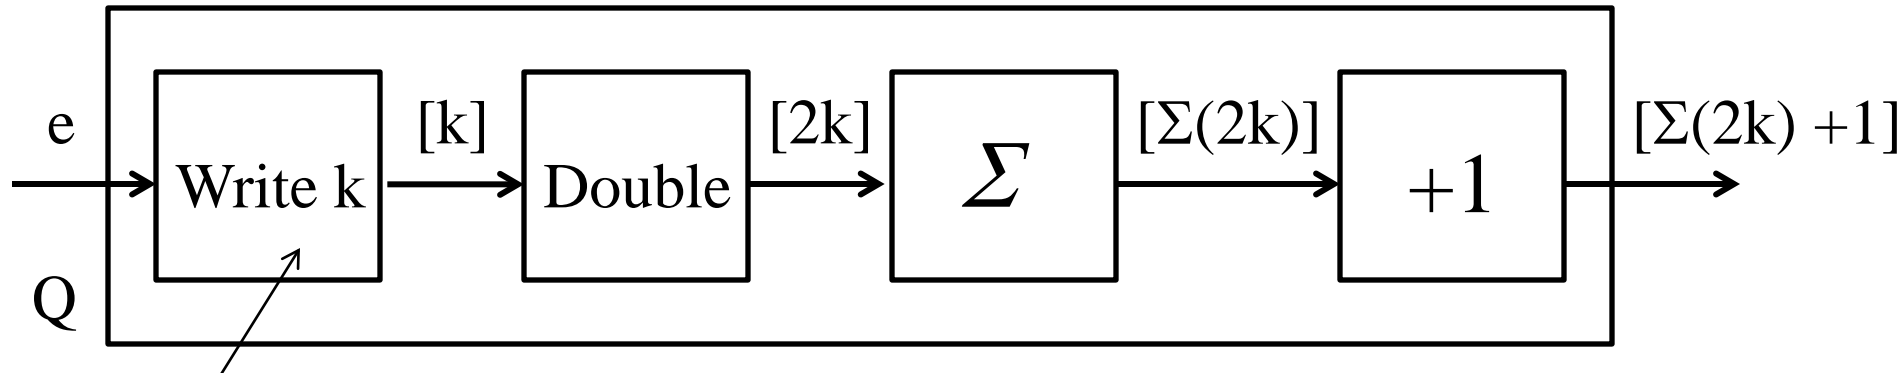 e
Q
Write k
[k]
Double
[2k]
Σ
[Σ(2k)]
+1
[Σ(2k) +1]